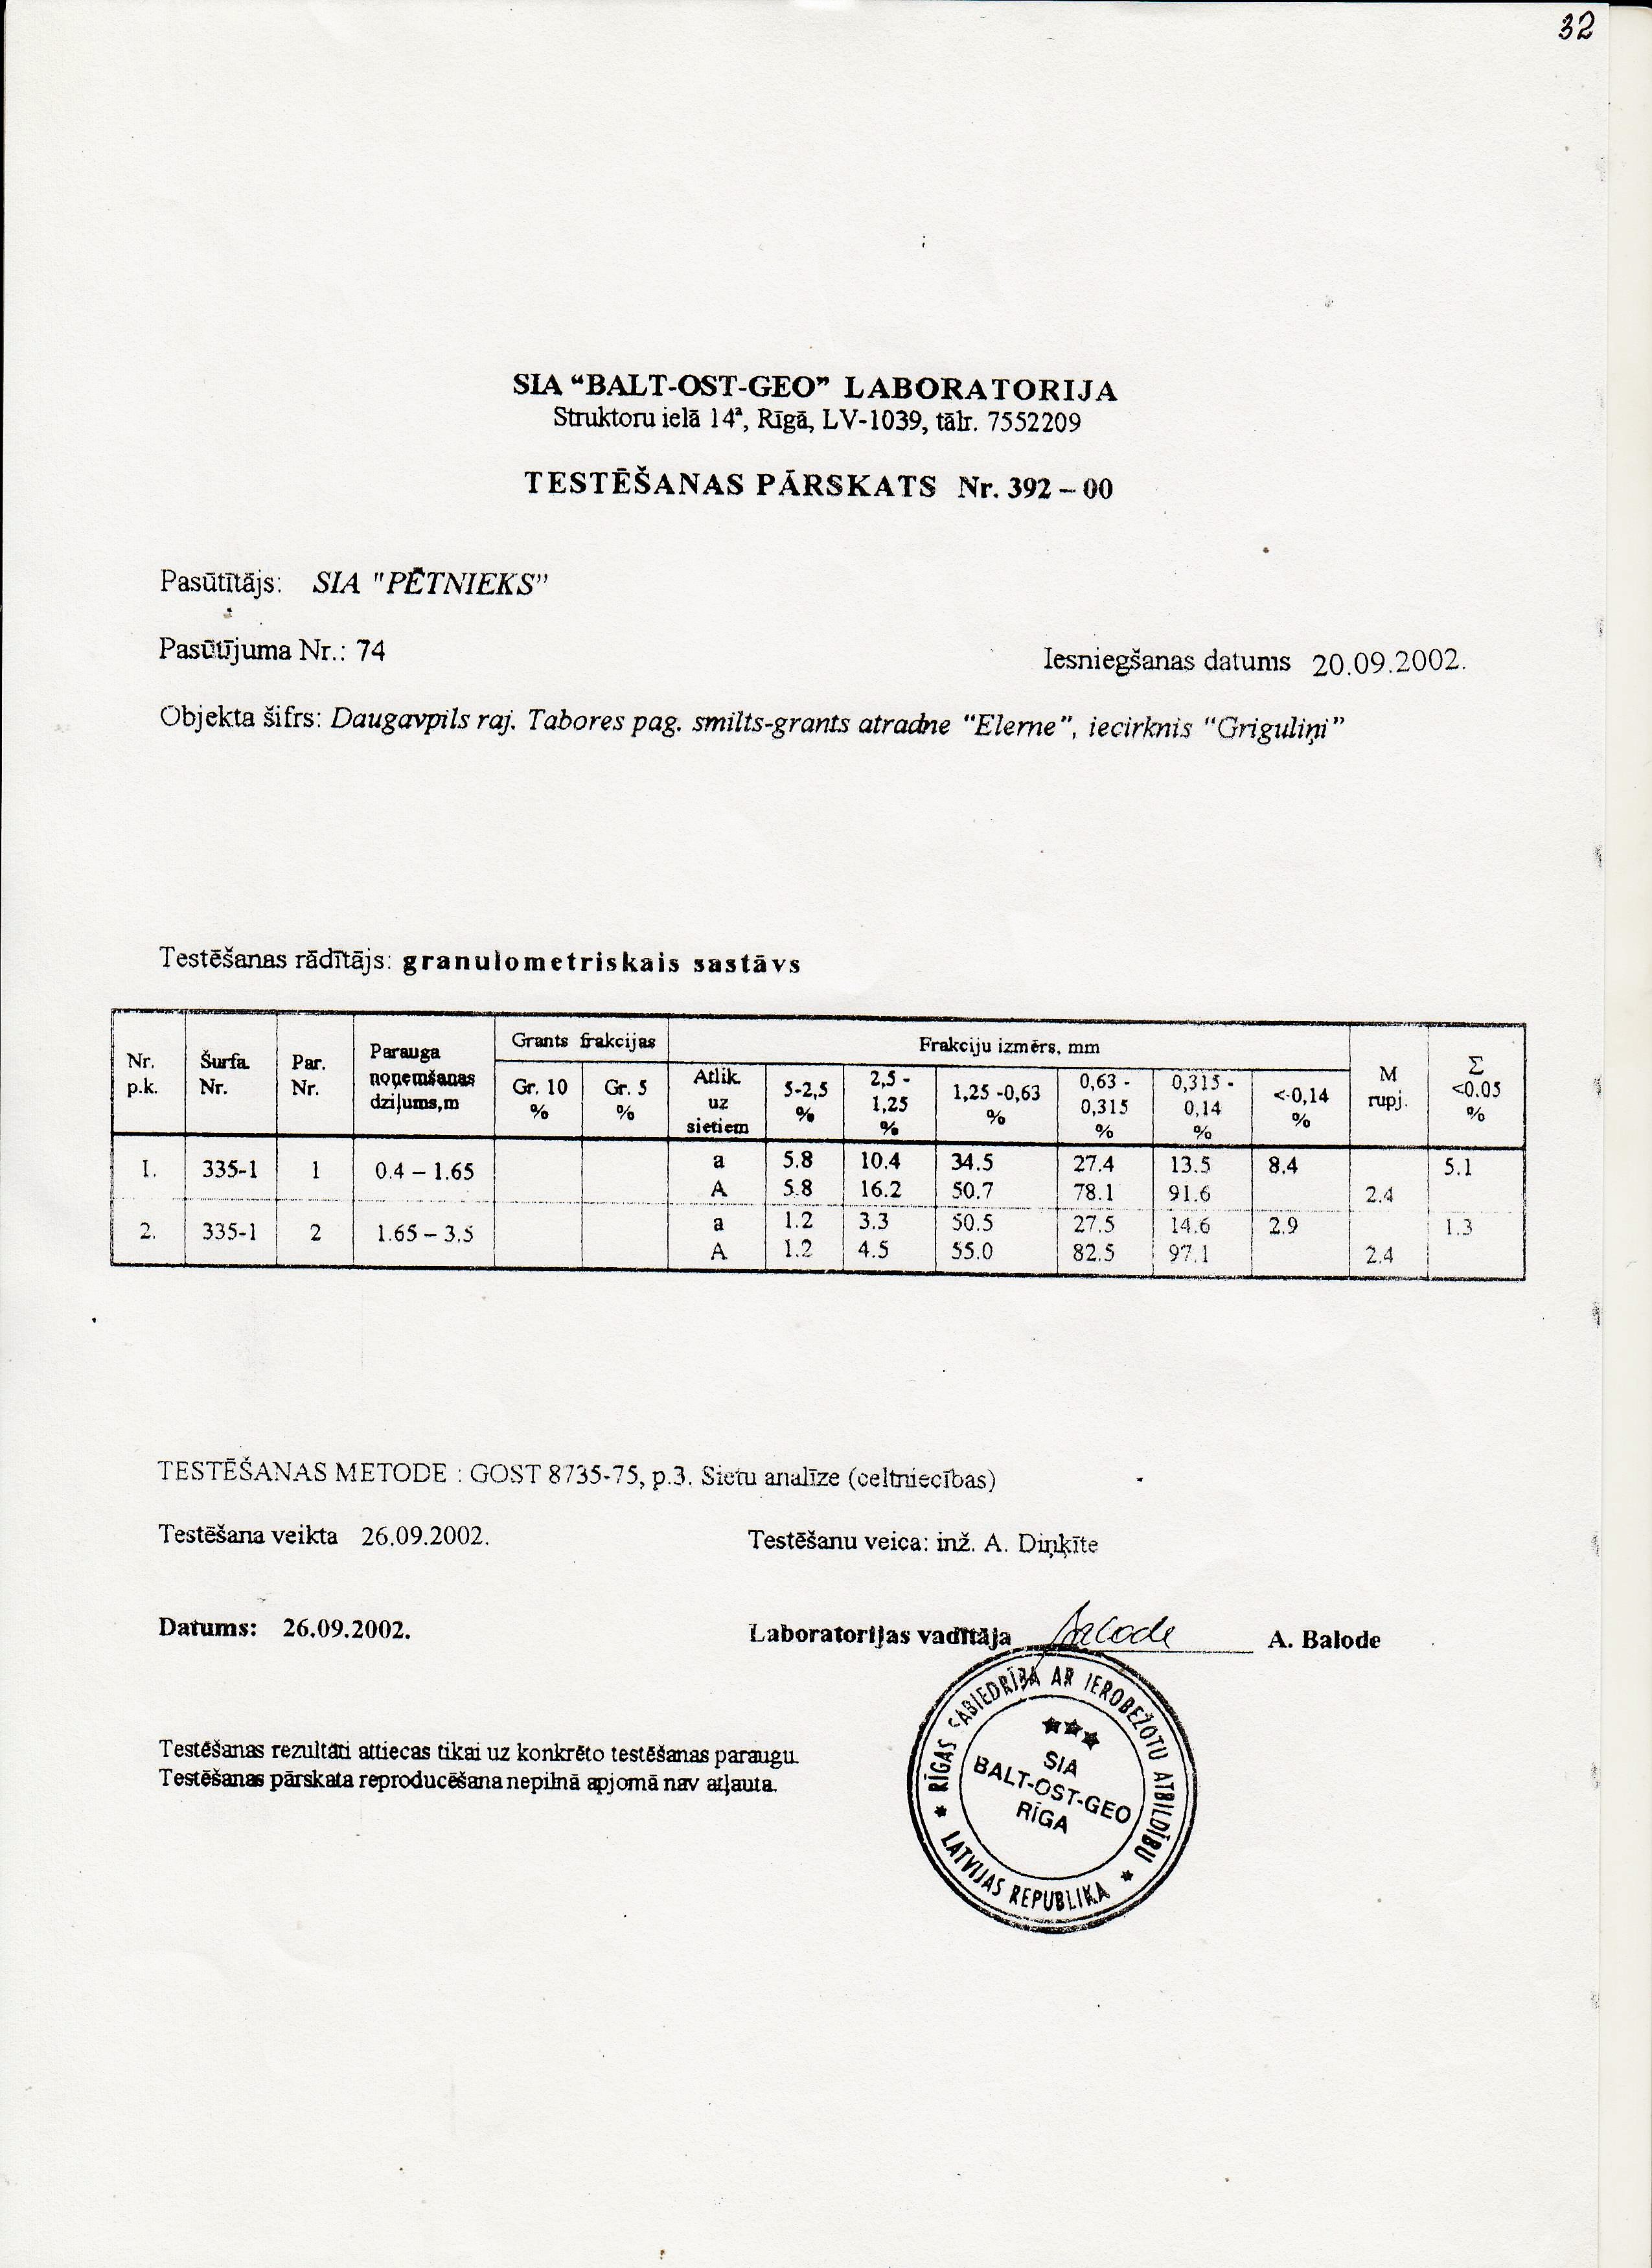 32
SIA “BALT-OST-GEO” LABORATORIJA
Struktoru ielā 14ª, Rīgā, LV-1039, tālr. 7552209
TESTĒŠANAS PĀRSKATS Nr. 392 – 00
Pasūtītājs: SIA "PĒTNIEKS”
Pasūtījuma Nr.: 74
Iesniegšanas datums 20.09.2002.
Objekta šifrs: Daugavpils raj. Tabores pag. smilts-grants atradne “Elerne”, iecirknis “Griguliņi”
Testēšanas rādītājs: granulometriskais sastāvs
Nr. p.k. Šurfa Nr. Par. Nr. Parauga noņemšanas dziļums,m Grants frakcijas Frakciju izmērs, mm M rupj. Σ <0.05 %
Gr. 10 % Gr. 5 % Atlik. uz sietiem 5-2,5 % 2,5 - 1,25 % 1,25 -0,63 % 0,63 - 0,315 % 0,315 - 0,14 % <-0,14 %
1. 335-1 1 0.4 – 1.65 a 5.8 10.4 34.5 27.4 13.5 8.4 5.1
A 5.8 16.2 50.7 78.1 91.6 2.4
2. 335-1 2 1.65 – 3.5 a 1.2 3.3 50.5 27.5 14.6 2.9 1.3
A 1.2 4.5 55.0 82.5 97.1 2.4
TESTĒŠANAS METODE : GOST 8735-75, p.3. Sietu analīze (celtniecības)
Testēšana veikta 26.09.2002.
Testēšanu veica: inž. A. Diņķīte
Datums: 26.09.2002.
Laboratorijas vadītāja Balode A. Balode
Testēšanas rezultāti attiecas tikai uz konkrēto testēšanas paraugu.
Testēšanas pārskata reproducēšana nepilnā apjomā nav atļauta.
RĪGAS SABIEDRĪBA AR IEROBEŽOTU ATBILDĪBU
SIA
BALT-OST-GEO
RĪGA
LATVIJAS REPUBLIKA